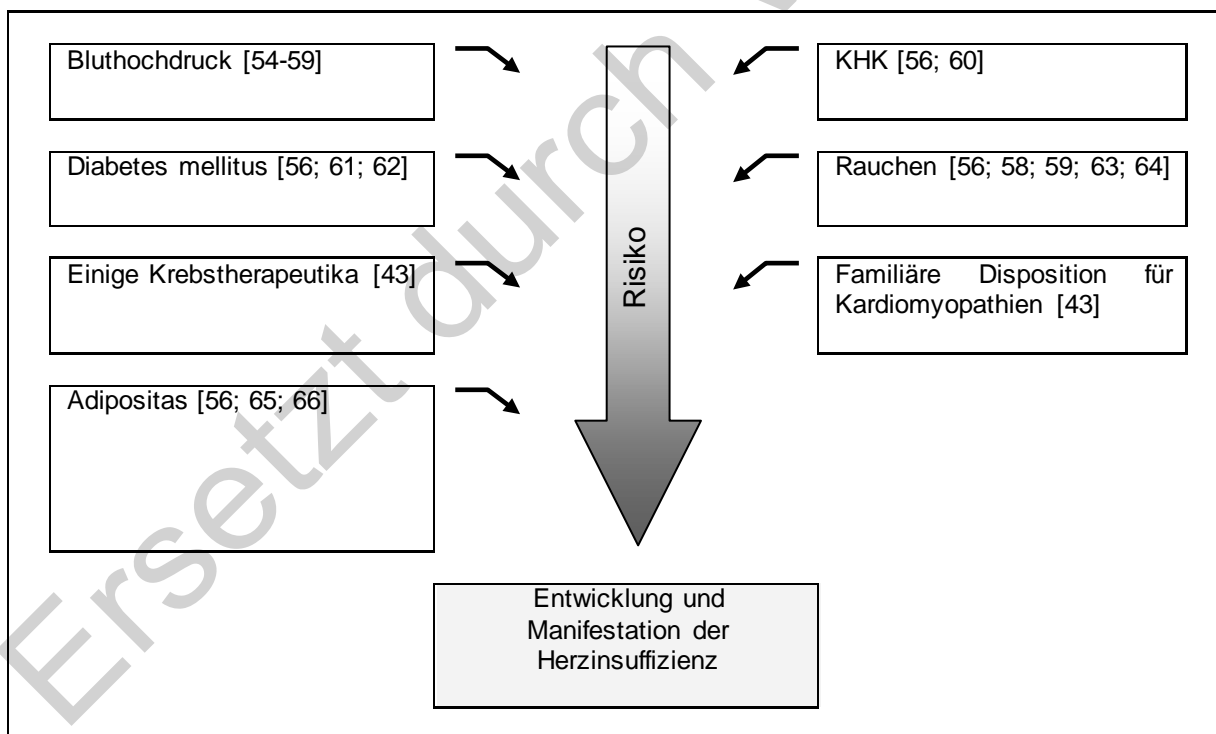 Bluthochdruck [54-59]
KHK [56; 60]
Diabetes mellitus [56; 61; 62]
Rauchen [56; 58; 59; 63; 64]
Einige Krebstherapeutika [43]
Familiäre Disposition für
Kardiomyopathien [43]
Adipositas [56; 65; 66]
Risiko
Entwicklung und
Manifestation der
Herzinsuffizienz
Ersetzt durch